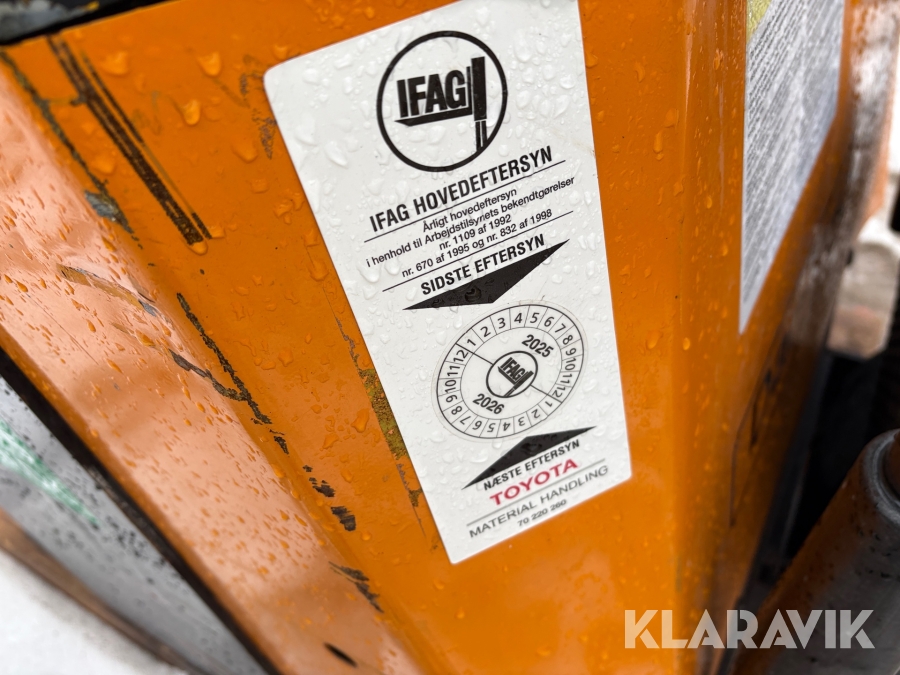 IFAG
IFAG HOVEDEFTERSYN
Årligt hovedeftersyn
i henhold til Arbejdstilsynets bekendtgørelser
nr. 1109 af 1992
nr. 670 af 1995 og nr. 832 af 1998
SIDSTE EFTERSYN
1 2 3 4 5 6 7 8 9 10 11 12
2025
IFAG
2026
1 2 3 4 5 6 7 8 9 10 11 12
NÆSTE EFTERSYN
TOYOTA
MATERIAL HANDLING
70 220 260
KLARAVIK